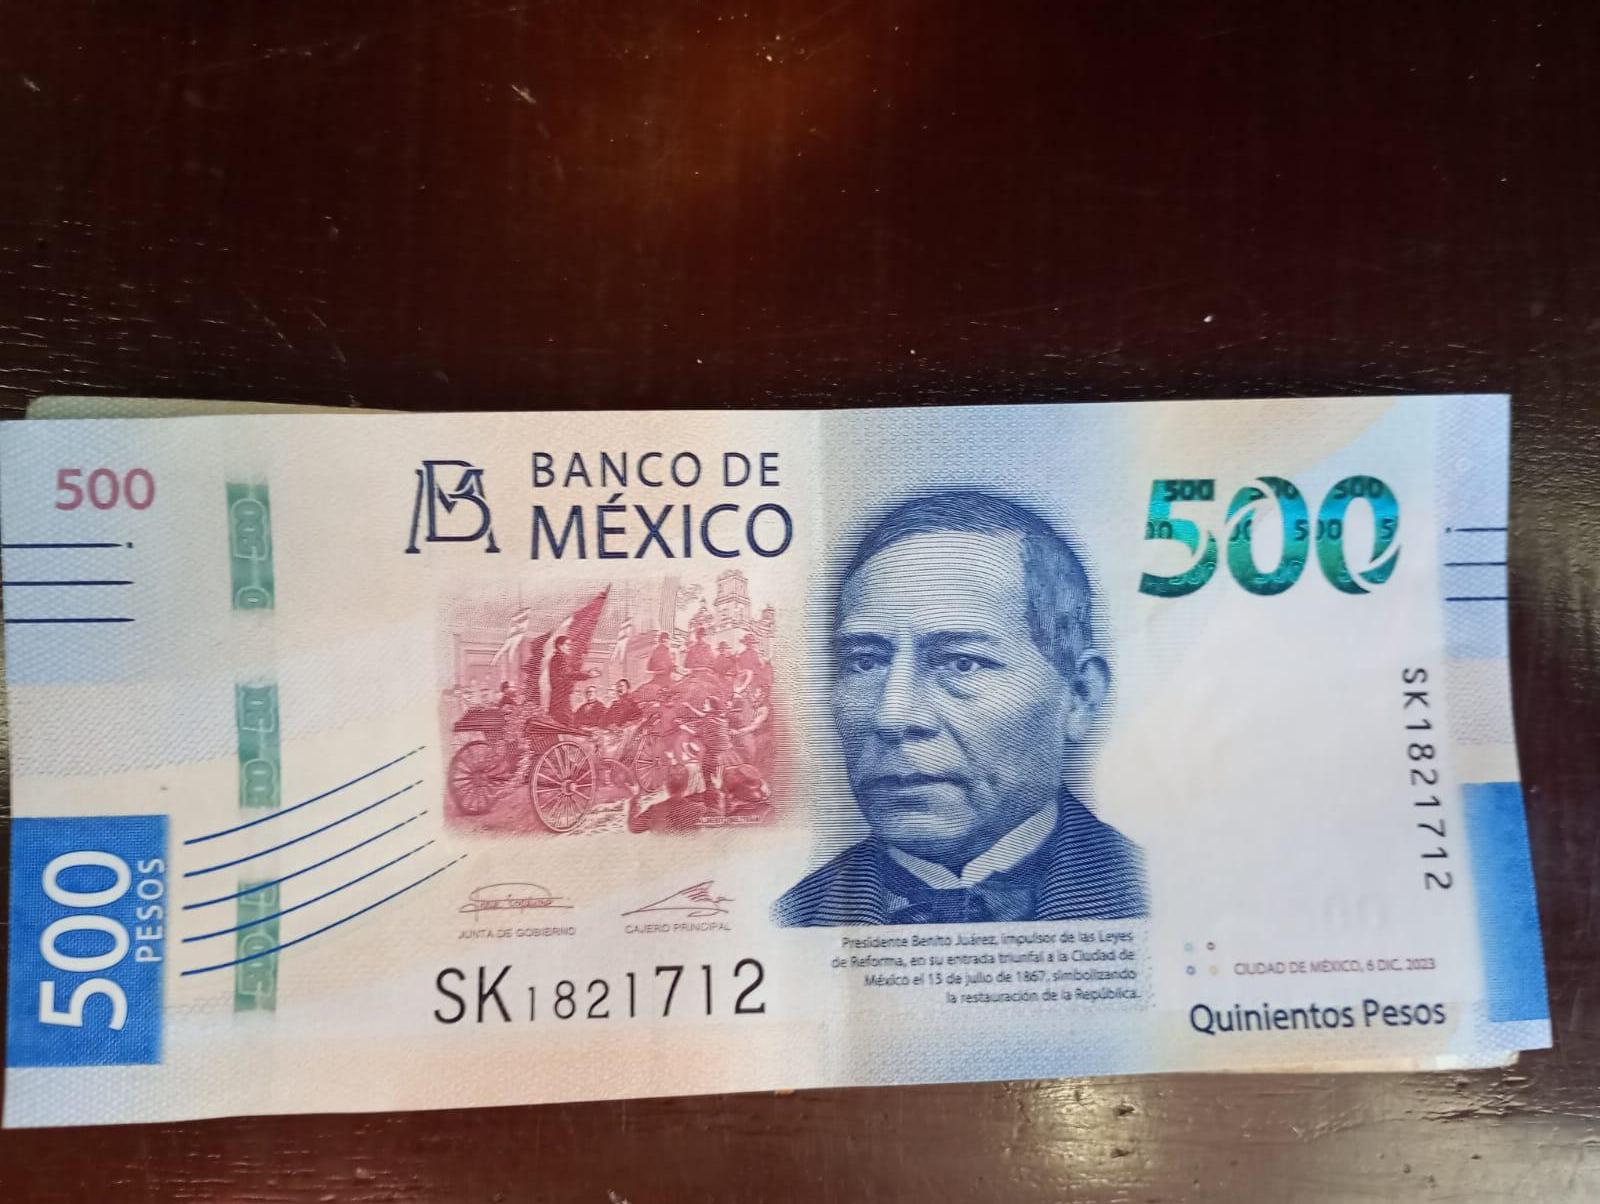 500
BANCO DE
MÉXICO
500
500 PESOS
JUNTA DE GOBIERNO
CAJERO PRINCIPAL
SK1821712
Presidente Benito Juárez, impulsor de las Leyes
de Reforma, en su entrada triunfal a la Ciudad de
México el 15 de julio de 1867, simbolizando
la restauración de la República.
SK1821712
CIUDAD DE MÉXICO, 6 DIC. 2023
Quinientos Pesos